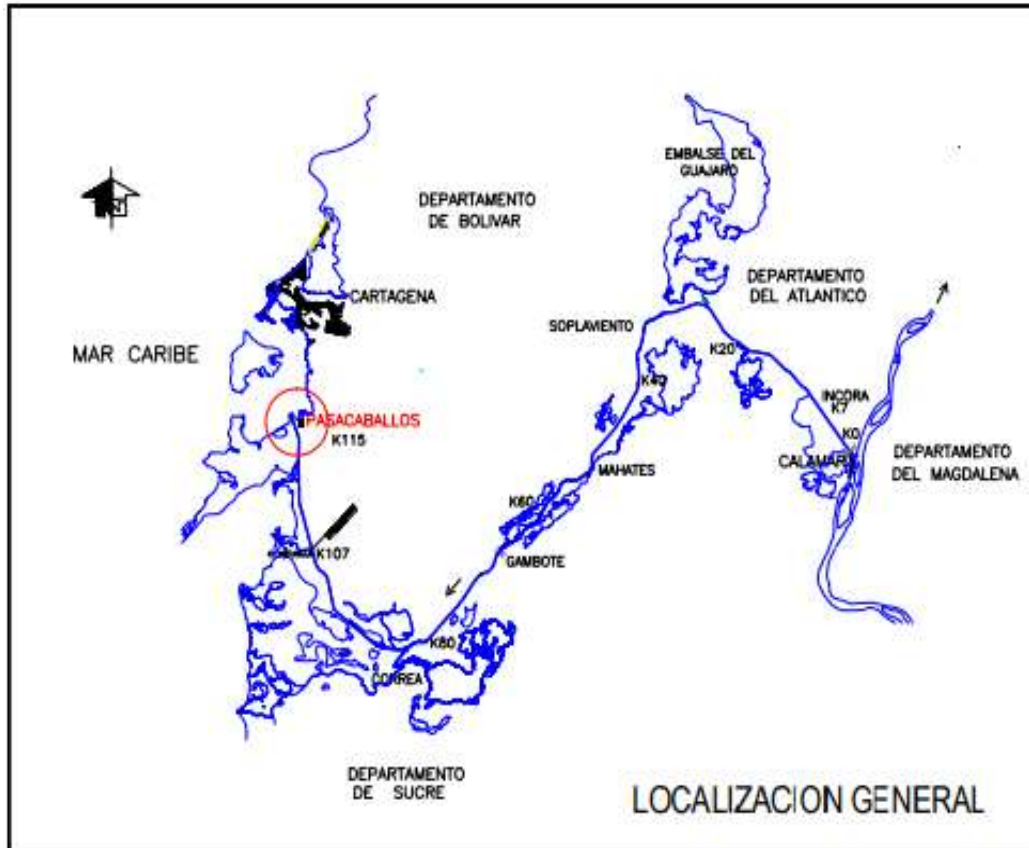 EMBALSE DEL
GUAJARO
DEPARTAMENTO
DE BOLIVAR
DEPARTAMENTO
DEL ATLANTICO
CARTAGENA
SOPLAVIENTO
MAR CARIBE
K20
K40
INCORA
K7
PASACABALLOS
K115
K0
CALAMAR
DEPARTAMENTO
DEL MAGDALENA
MAHATES
K60
K107
GAMBOTE
K80
CORREA
DEPARTAMENTO
DE SUCRE
LOCALIZACION GENERAL